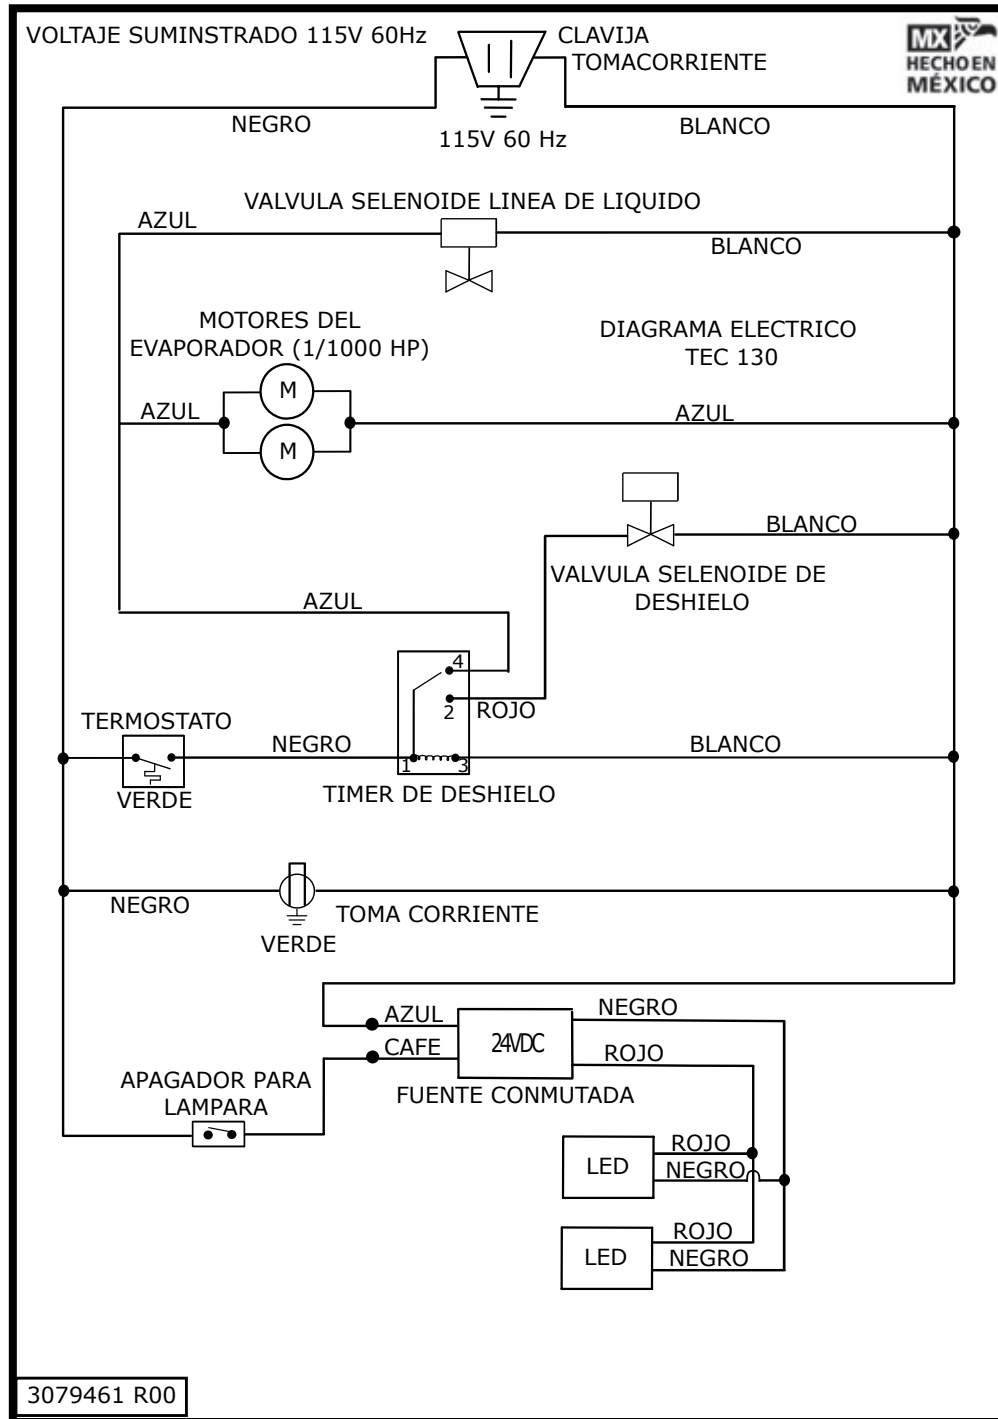 VOLTAJE SUMINSTRADO 115V 60Hz
CLAVIJA
TOMACORRIENTE
MX
HECHO EN
MÉXICO
NEGRO
115V 60 Hz
BLANCO
VALVULA SELENOIDE LINEA DE LIQUIDO
AZUL
BLANCO
MOTORES DEL
EVAPORADOR (1/1000 HP)
DIAGRAMA ELECTRICO
TEC 130
M
AZUL
AZUL
M
BLANCO
VALVULA SELENOIDE DE
DESHIELO
AZUL
4
2
ROJO
TERMOSTATO
NEGRO
BLANCO
1
3
VERDE
TIMER DE DESHIELO
NEGRO
TOMA CORRIENTE
VERDE
AZUL
NEGRO
24VDC
CAFE
ROJO
APAGADOR PARA
LAMPARA
FUENTE CONMUTADA
LED
ROJO
NEGRO
LED
ROJO
NEGRO
3079461 R00